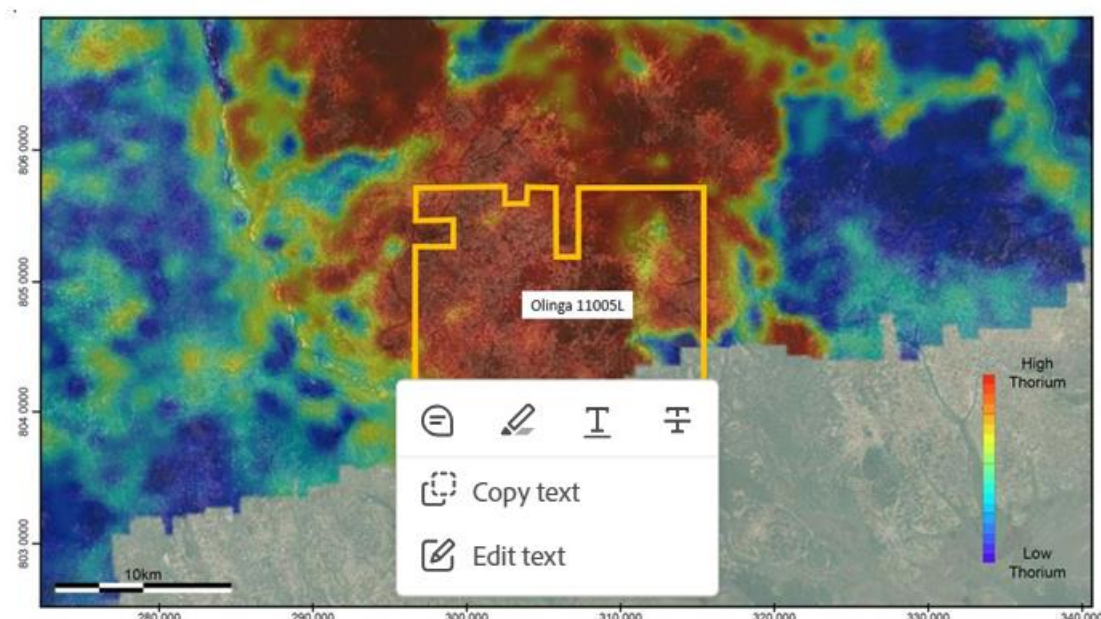 806 0000
805 0000
Olinga 11005L
High
Thorium
804 0000
Copy text
Edit text
Low
Thorium
803 0000
10km
280,000 290,000 300,000 310,000 320,000 330,000 340,000